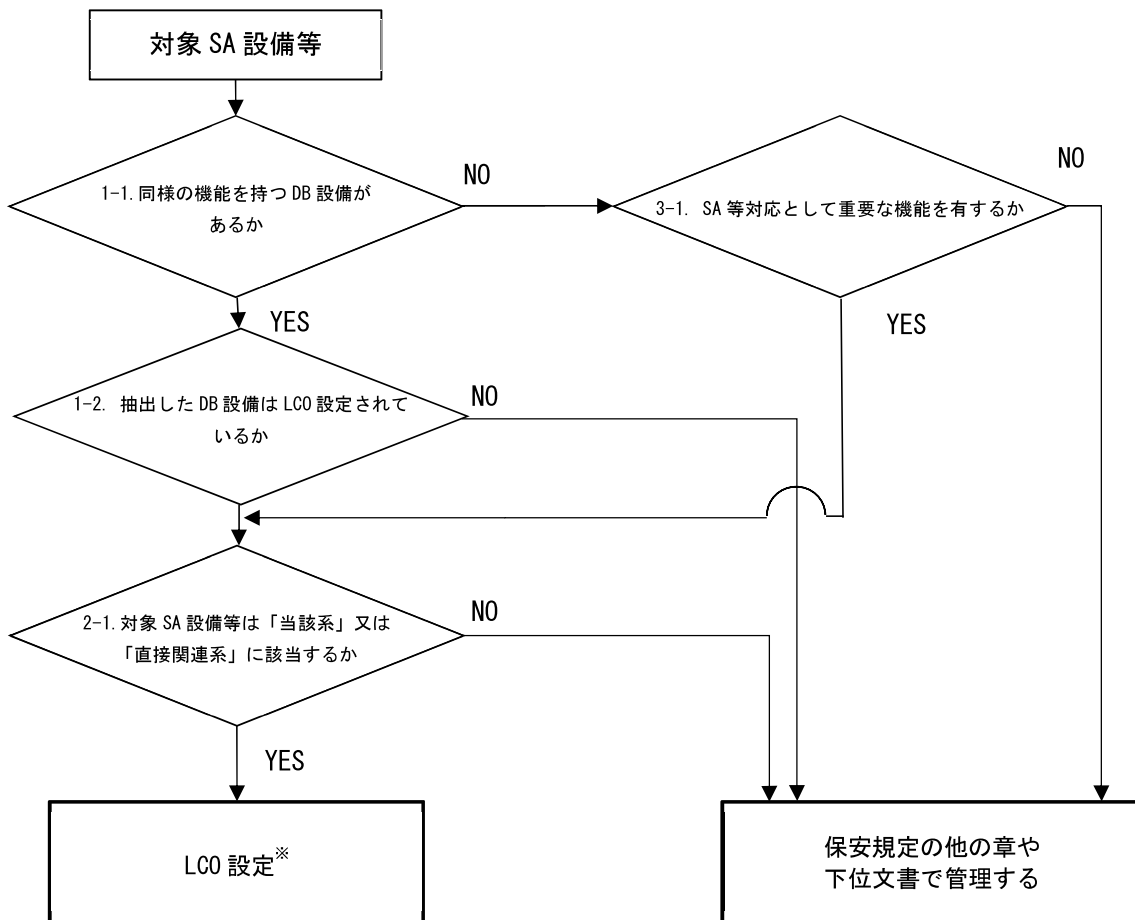 対象 SA 設備等
1-1. 同様の機能を持つ DB 設備が
あるか
NO
3-1. SA 等対応として重要な機能を有するか
NO
YES
YES
1-2. 抽出した DB 設備は LCO 設定されて
いるか
NO
2-1. 対象 SA 設備等は「当該系」又は
「直接関連系」に該当するか
NO
YES
LCO 設定※
保安規定の他の章や
下位文書で管理する